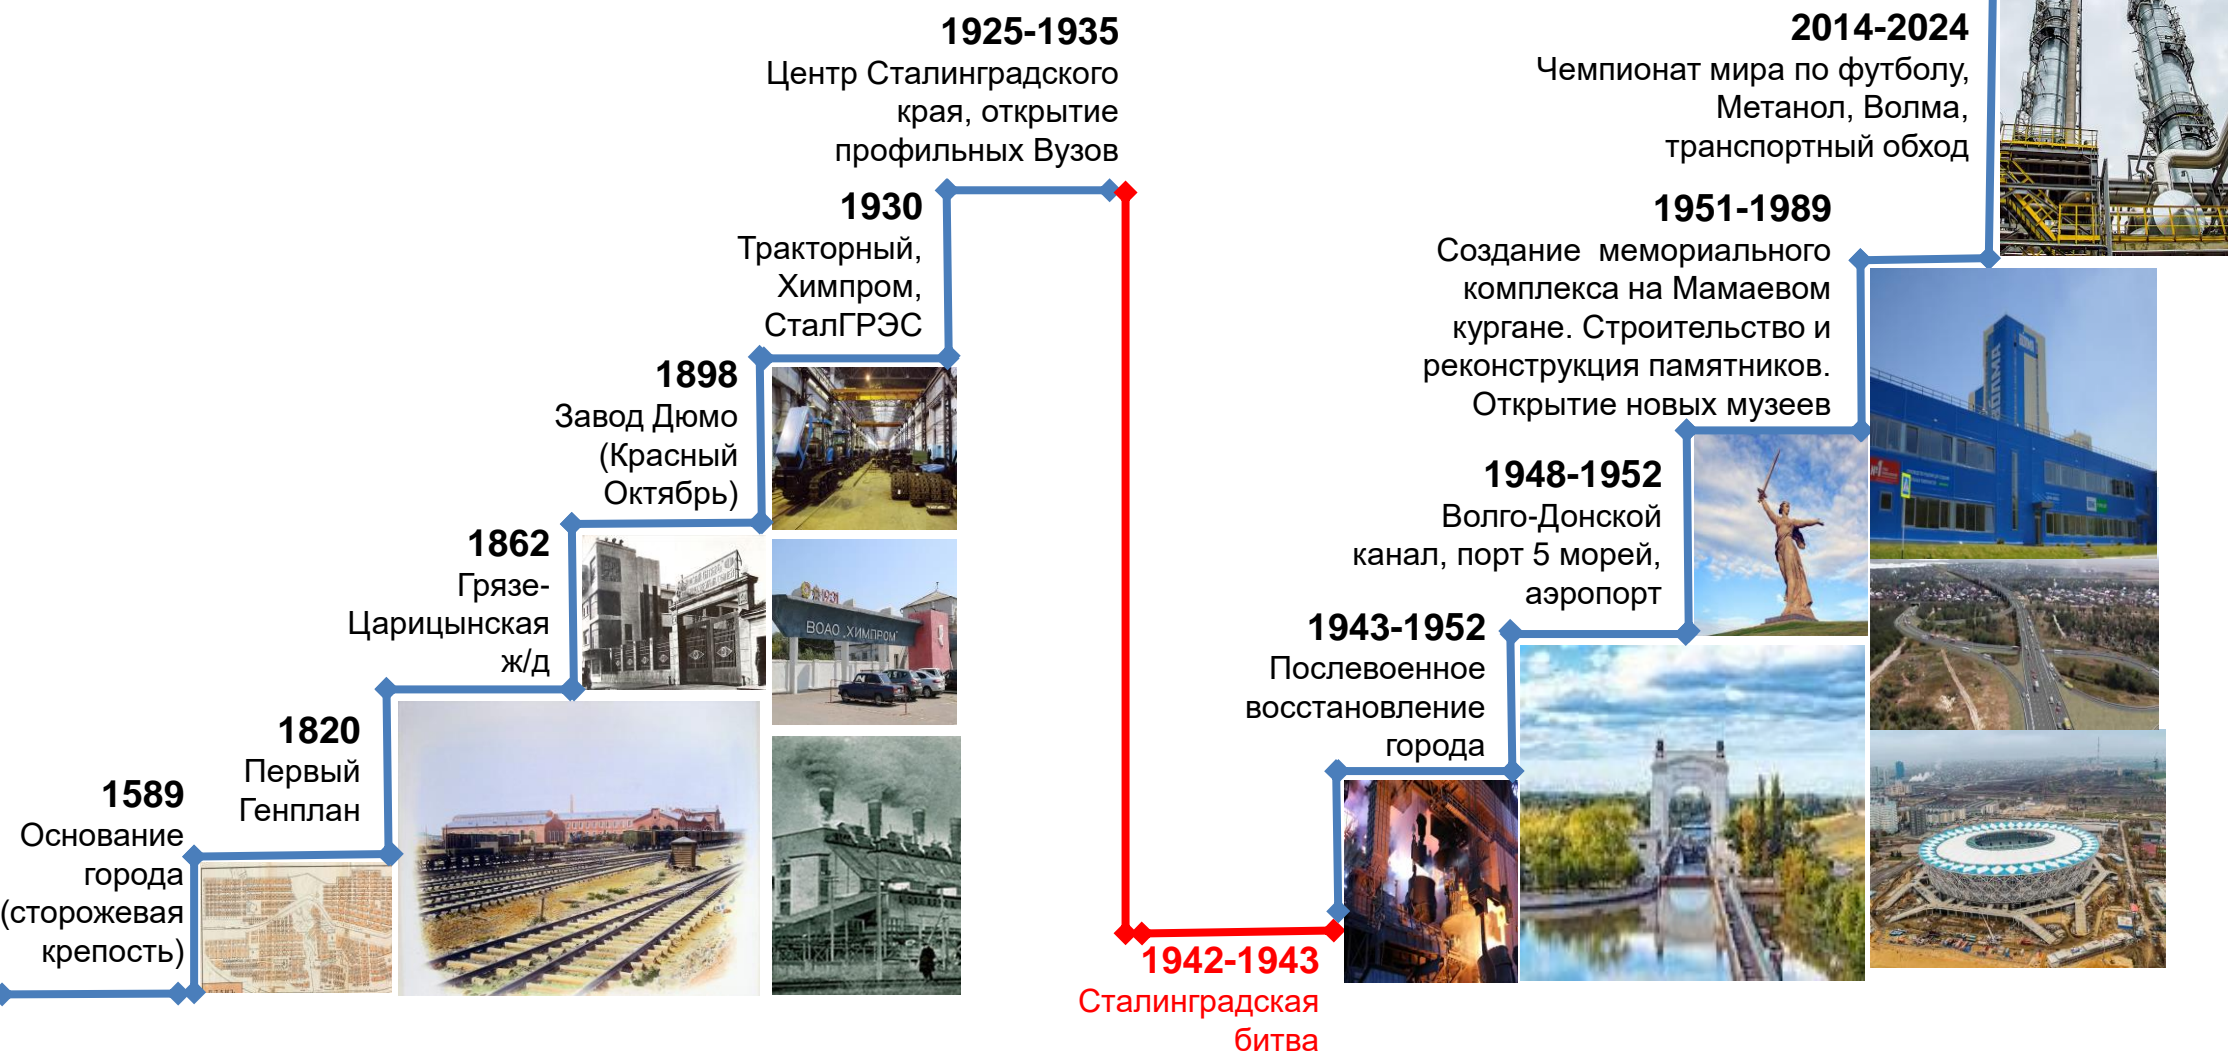 1589
Основание
города
(сторожевая
крепость)
1820
Первый
Генплан
1862
Грязе-
Царицынская
ж/д
1898
Завод Дюмо
(Красный
Октябрь)
1930
Тракторный,
Химпром,
СталГРЭС
1925-1935
Центр Сталинградского
края, открытие
профильных Вузов
1942-1943
Сталинградская
битва
1943-1952
Послевоенное
восстановление
города
1948-1952
Волго-Донской
канал, порт 5 морей,
аэропорт
1951-1989
Создание мемориального
комплекса на Мамаевом
кургане. Строительство и
реконструкция памятников.
Открытие новых музеев
2014-2024
Чемпионат мира по футболу,
Метанол, Волма,
транспортный обход
1931
ВОАО „ХИМПРОМ"
ВОЛМА
№1